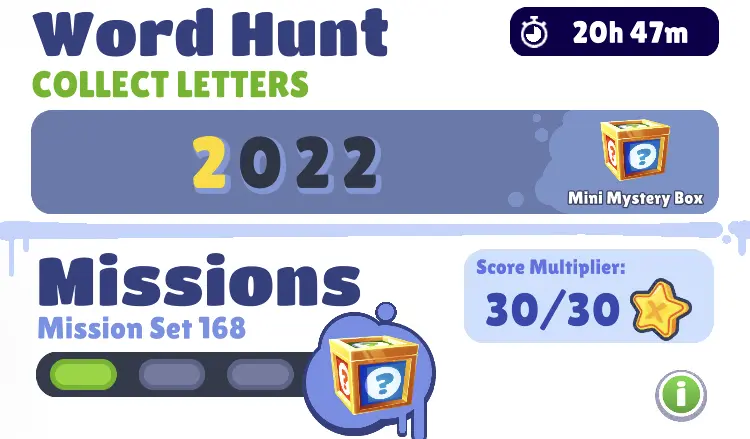 Word Hunt
20h 47m
COLLECT LETTERS
2022
Mini Mystery Box
Missions
Score Multiplier:
30/30
Mission Set 168